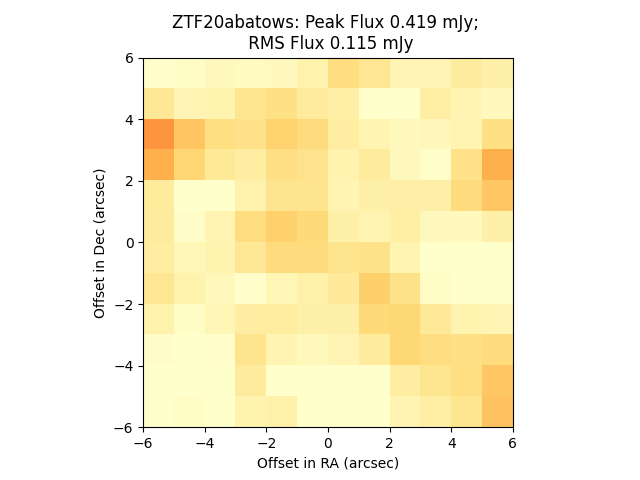 ZTF20abatows: Peak Flux 0.419 mJy;
RMS Flux 0.115 mJy
6
4
2
0
−2
−4
−6
Offset in Dec (arcsec)
−6 −4 −2 0 2 4 6
Offset in RA (arcsec)